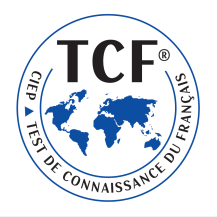 TCF®
CIEP ▲ TEST DE CONNAISSANCE DU FRANÇAIS